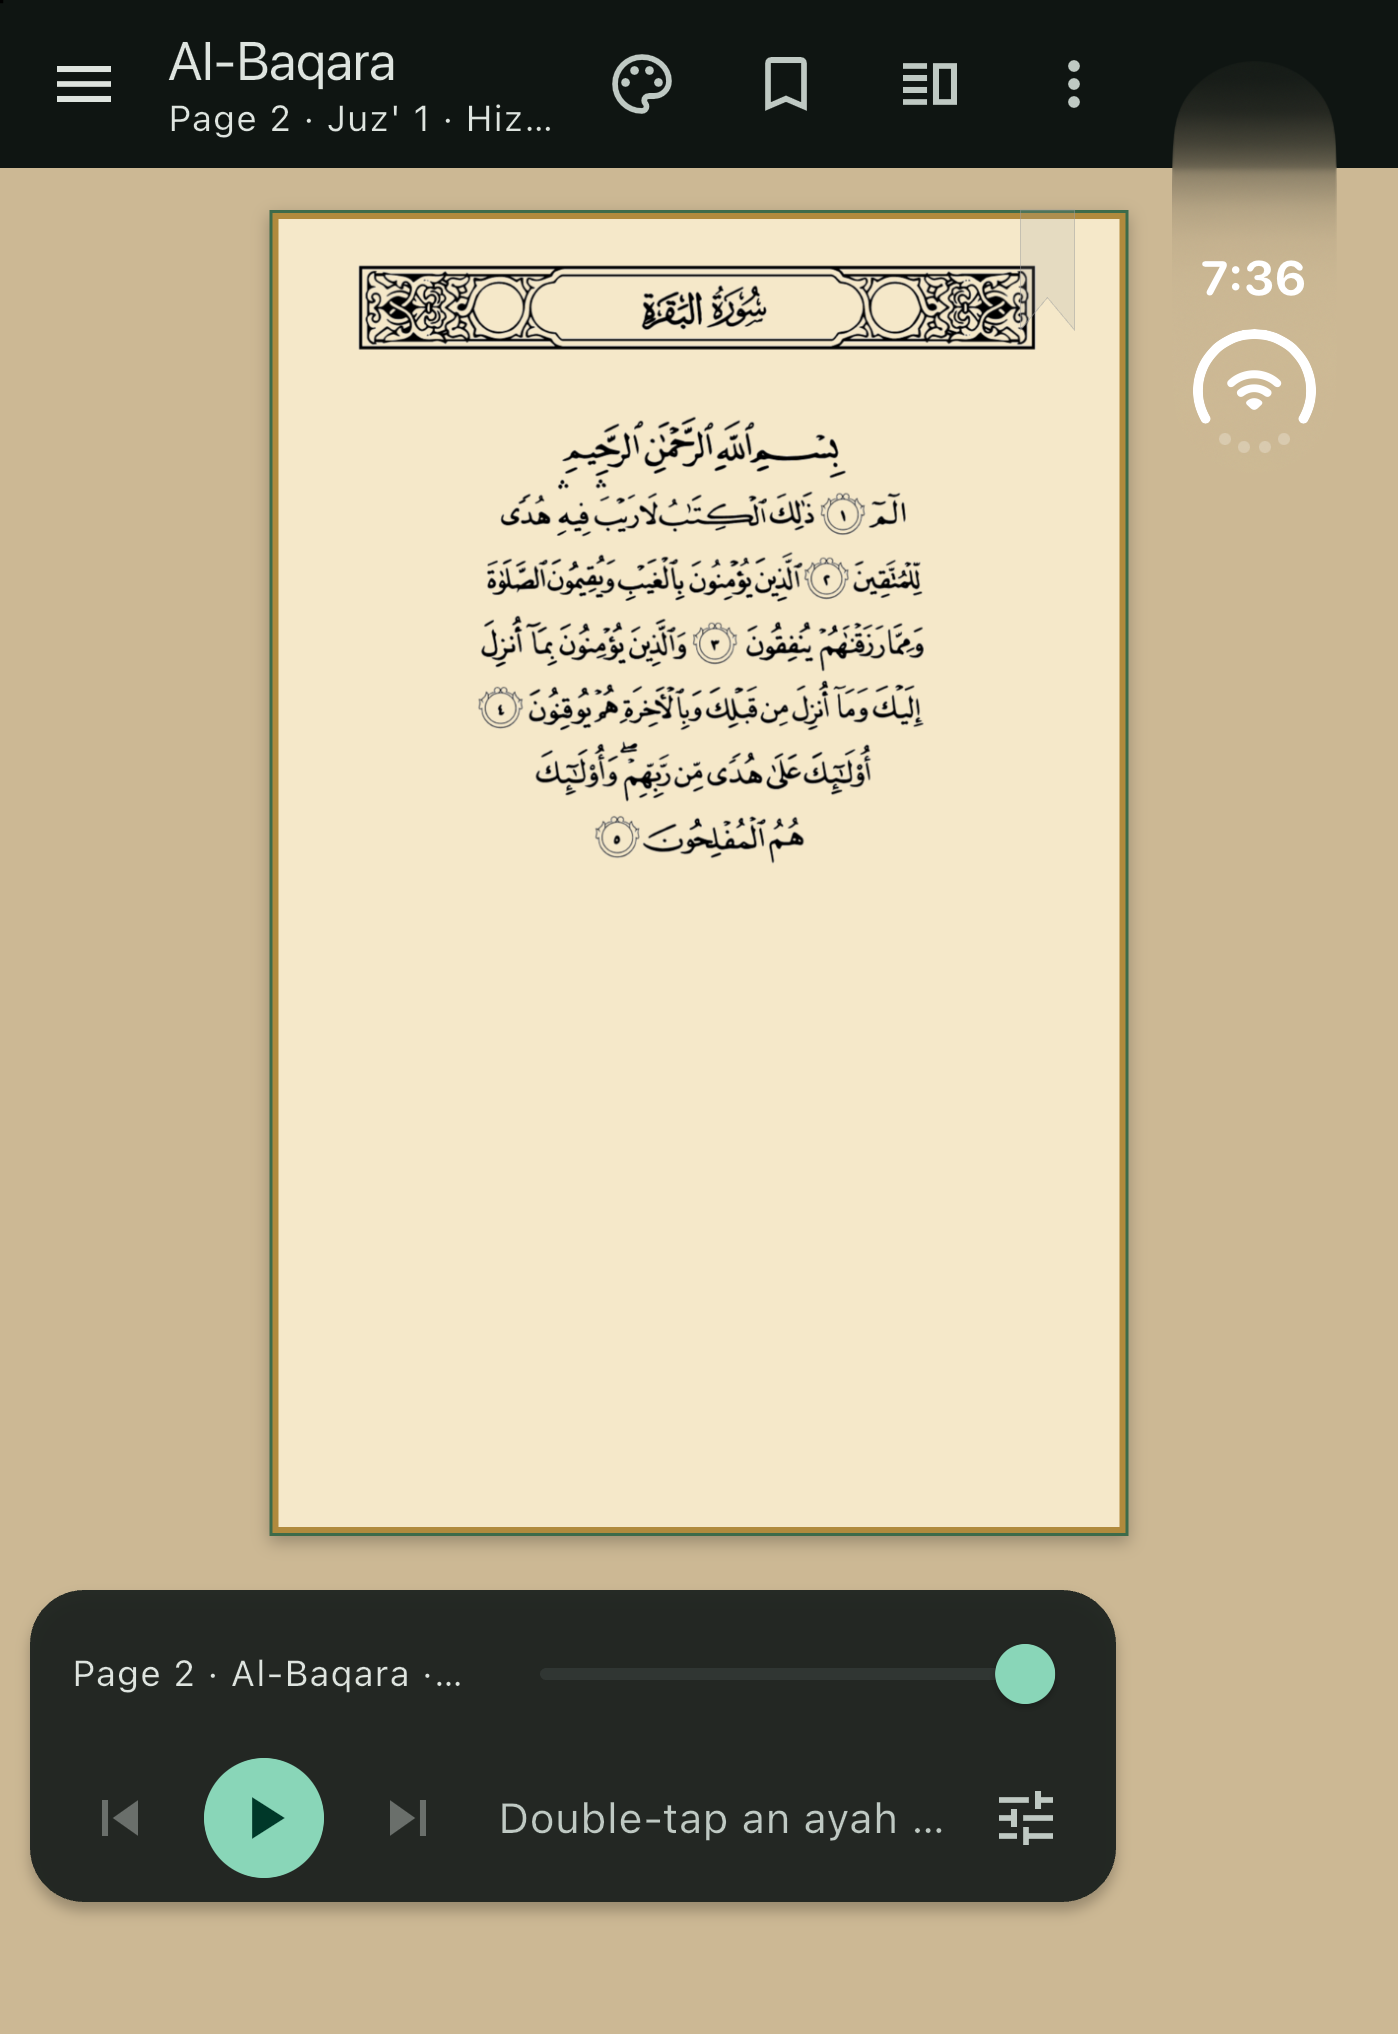 Al-Baqara
Page 2 · Juz' 1 · Hiz...
7:36
سُورَةُ البَقَرَةِ
بِسْمِ ٱللَّهِ ٱلرَّحْمَٰنِ ٱلرَّحِيمِ
الٓمٓ ١ ذَٰلِكَ ٱلْكِتَٰبُ لَا رَيْبَ ۛ فِيهِ ۛ هُدًى
لِّلْمُتَّقِينَ ٢ ٱلَّذِينَ يُؤْمِنُونَ بِٱلْغَيْبِ وَيُقِيمُونَ ٱلصَّلَوٰةَ
وَمِمَّا رَزَقْنَٰهُمْ يُنفِقُونَ ٣ وَٱلَّذِينَ يُؤْمِنُونَ بِمَآ أُنزِلَ
إِلَيْكَ وَمَآ أُنزِلَ مِن قَبْلِكَ وَبِٱلْأَخِرَةِ هُمْ يُوقِنُونَ ٤
أُو۟لَٰٓئِكَ عَلَىٰ هُدًى مِّن رَّبِّهِمْ ۖ وَأُو۟لَٰٓئِكَ
هُمُ ٱلْمُفْلِحُونَ ٥
Page 2 · Al-Baqara ·...
Double-tap an ayah ...